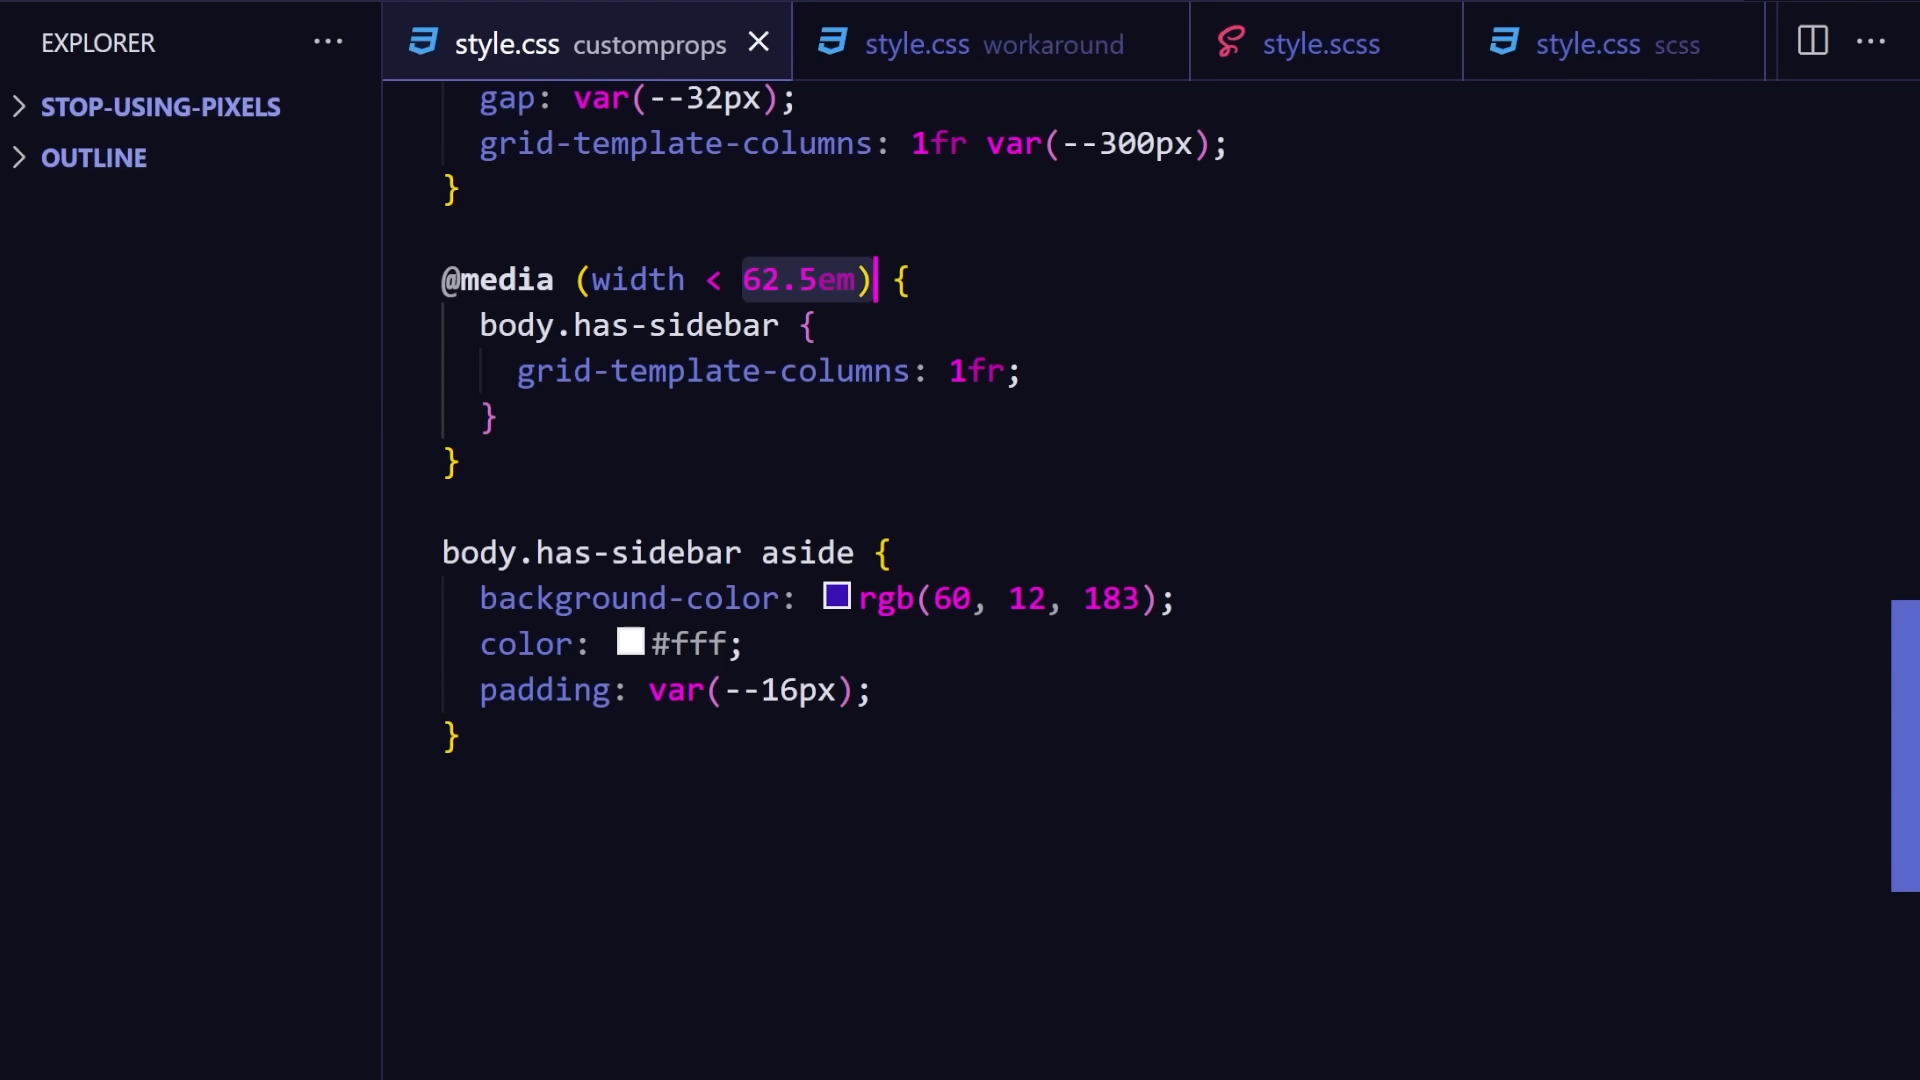 EXPLORER
style.css customprops
style.css workaround
style.scss
style.css scss
STOP-USING-PIXELS
OUTLINE
gap: var(--32px);
grid-template-columns: 1fr var(--300px);
}
@media (width < 62.5em) {
body.has-sidebar {
grid-template-columns: 1fr;
}
}
body.has-sidebar aside {
background-color: rgb(60, 12, 183);
color: #fff;
padding: var(--16px);
}